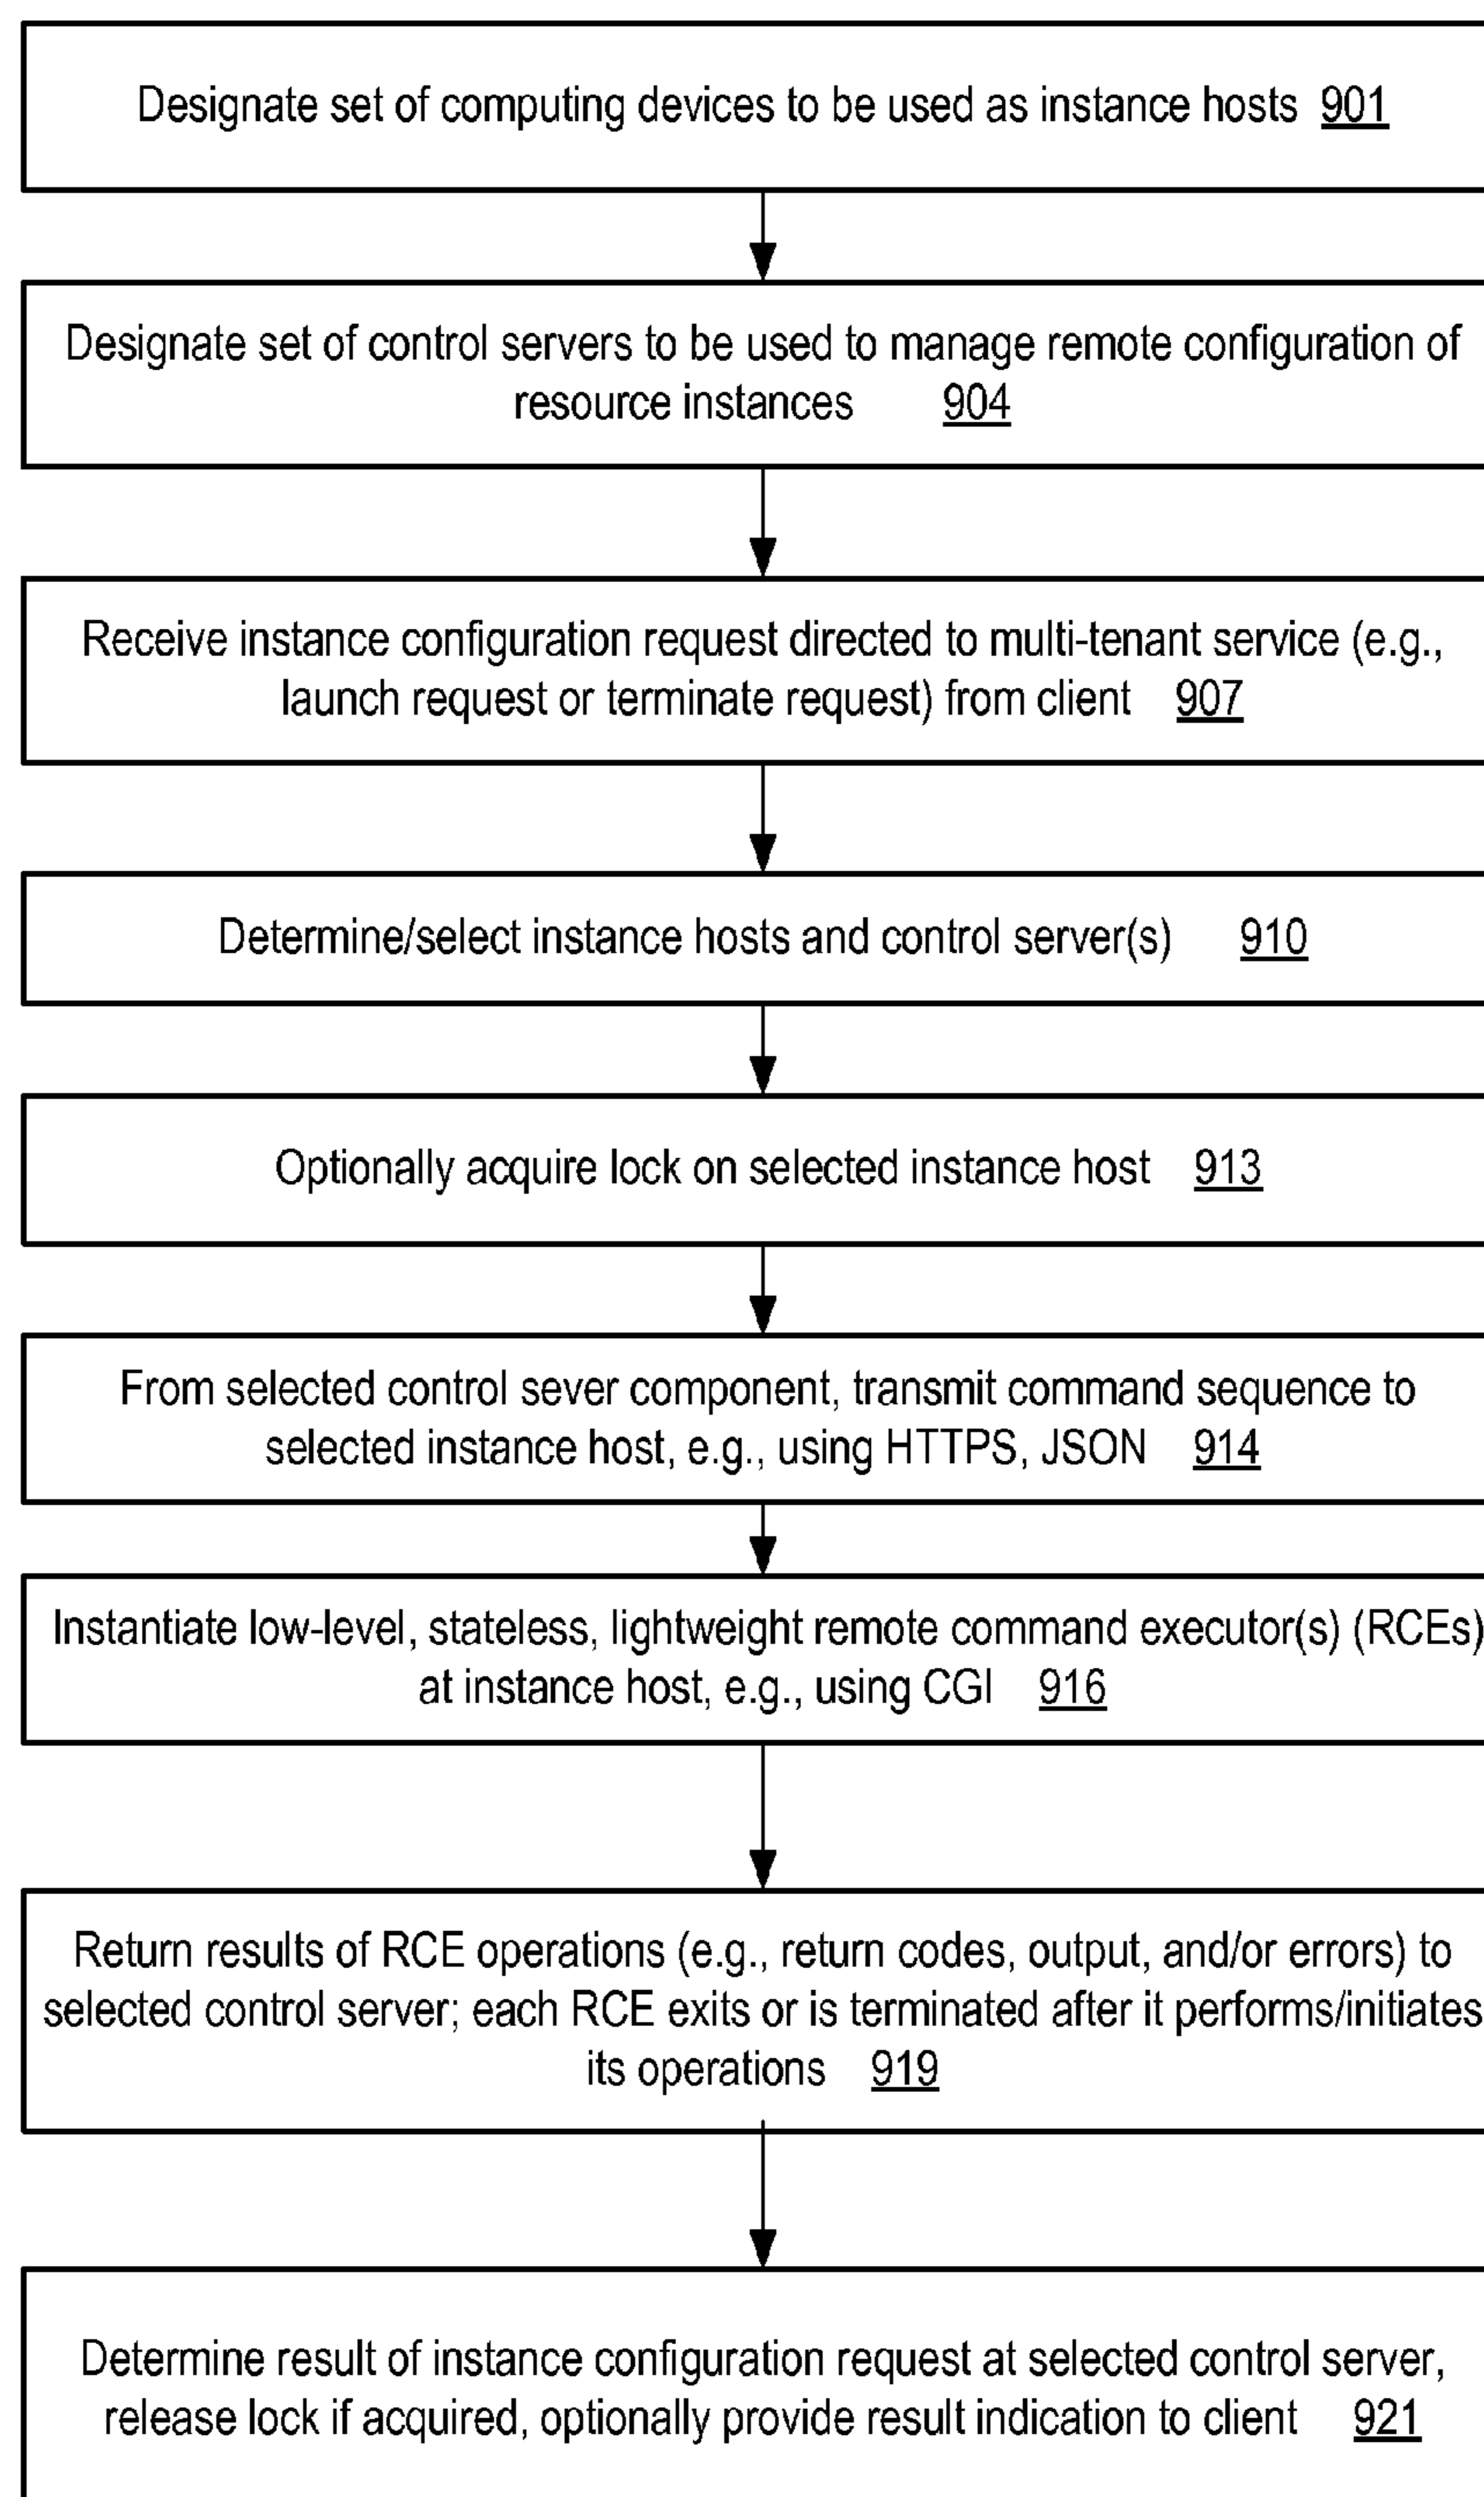 Designate set of computing devices to be used as instance hosts 901
Designate set of control servers to be used to manage remote configuration of
resource instances 904
Receive instance configuration request directed to multi-tenant service (e.g.,
launch request or terminate request) from client 907
Determine/select instance hosts and control server(s) 910
Optionally acquire lock on selected instance host 913
From selected control sever component, transmit command sequence to
selected instance host, e.g., using HTTPS, JSON 914
Instantiate low-level, stateless, lightweight remote command executor(s) (RCEs)
at instance host, e.g., using CGI 916
Return results of RCE operations (e.g., return codes, output, and/or errors) to
selected control server; each RCE exits or is terminated after it performs/initiates
its operations 919
Determine result of instance configuration request at selected control server,
release lock if acquired, optionally provide result indication to client 921